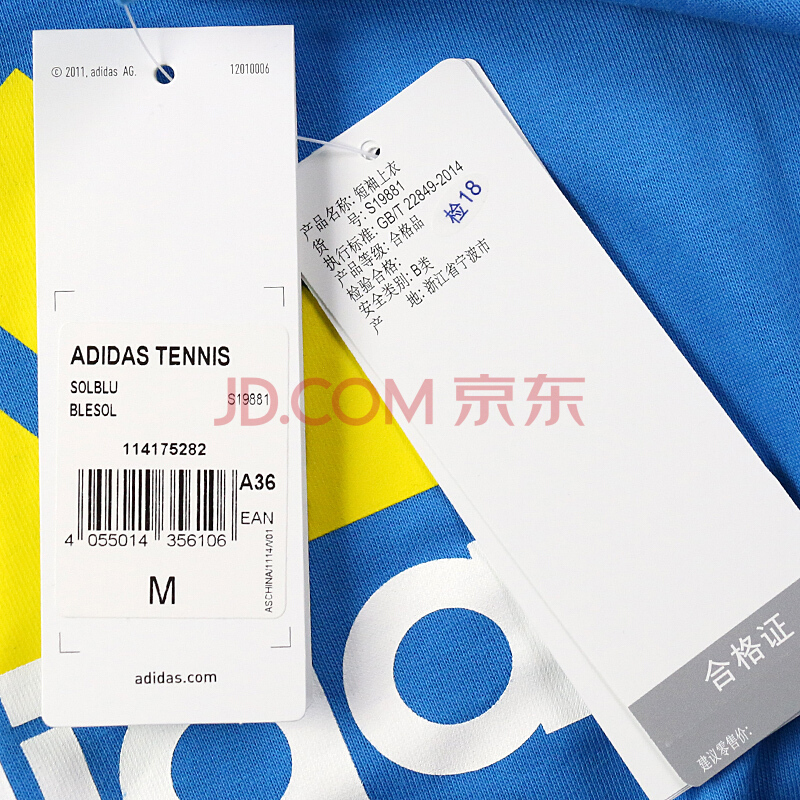 © 2011, adidas AG.
12010006
ADIDAS TENNIS
SOLBLU
BLESOL
S19881
114175282
A36
EAN
4 055014 356106
M
ASCHINA/1114/V01
adidas.com
产品名称: 短袖上衣
货 号: S19881
执行标准: GB/T 22849-2014
产品等级: 合格品
检验合格:
检18
安全类别: B类
产 地: 浙江省宁波市
合格证
建议零售价:
JD.COM 京东